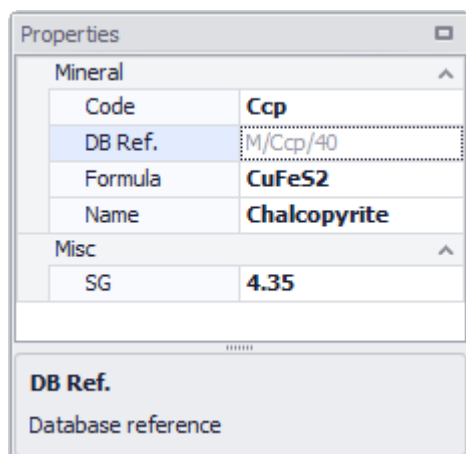 Properties
Mineral
Code Ccp
DB Ref. M/Ccp/40
Formula CuFeS2
Name Chalcopyrite
Misc
SG 4.35
DB Ref.
Database reference